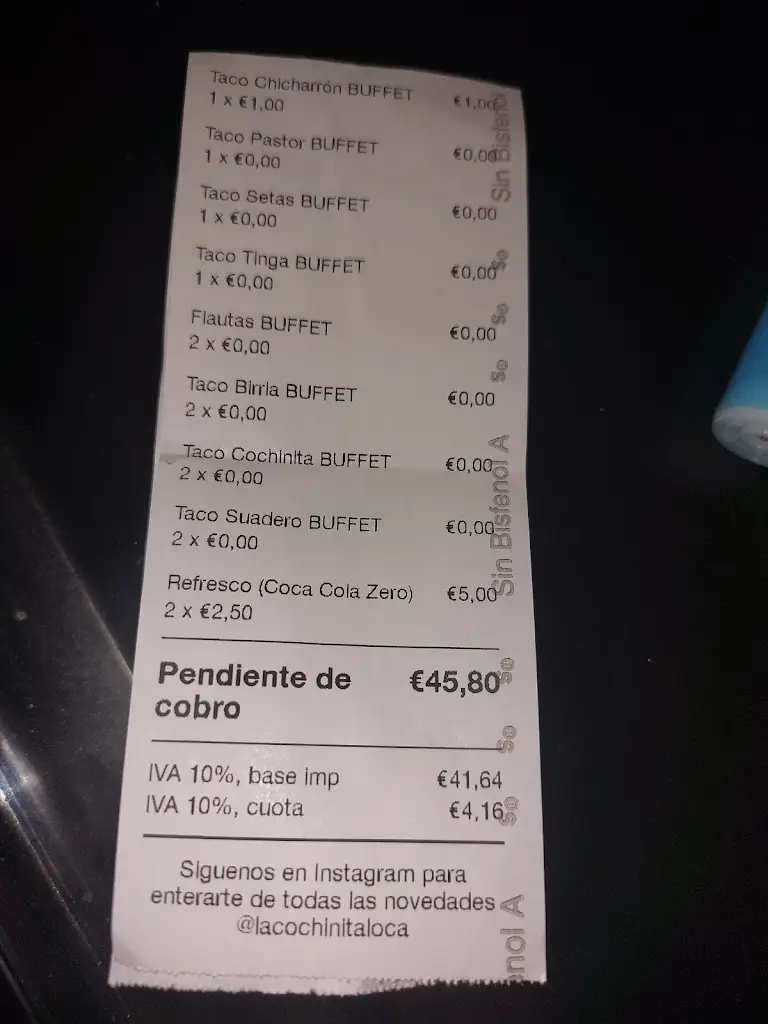 Taco Chicharrón BUFFET €1,00
1 x €1,00
Taco Pastor BUFFET €0,00
1 x €0,00
Taco Setas BUFFET €0,00
1 x €0,00
Taco Tinga BUFFET €0,00
1 x €0,00
Flautas BUFFET €0,00
2 x €0,00
Taco Birria BUFFET €0,00
2 x €0,00
Taco Cochinita BUFFET €0,00
2 x €0,00
Taco Suadero BUFFET €0,00
2 x €0,00
Refresco (Coca Cola Zero) €5,00
2 x €2,50
Pendiente de €45,80
cobro
IVA 10%, base imp €41,64
IVA 10%, cuota €4,16
Siguenos en Instagram para
enterarte de todas las novedades
@lacochinitaloca
Sin Bisfenol
Sin Bisfenol A
enol A